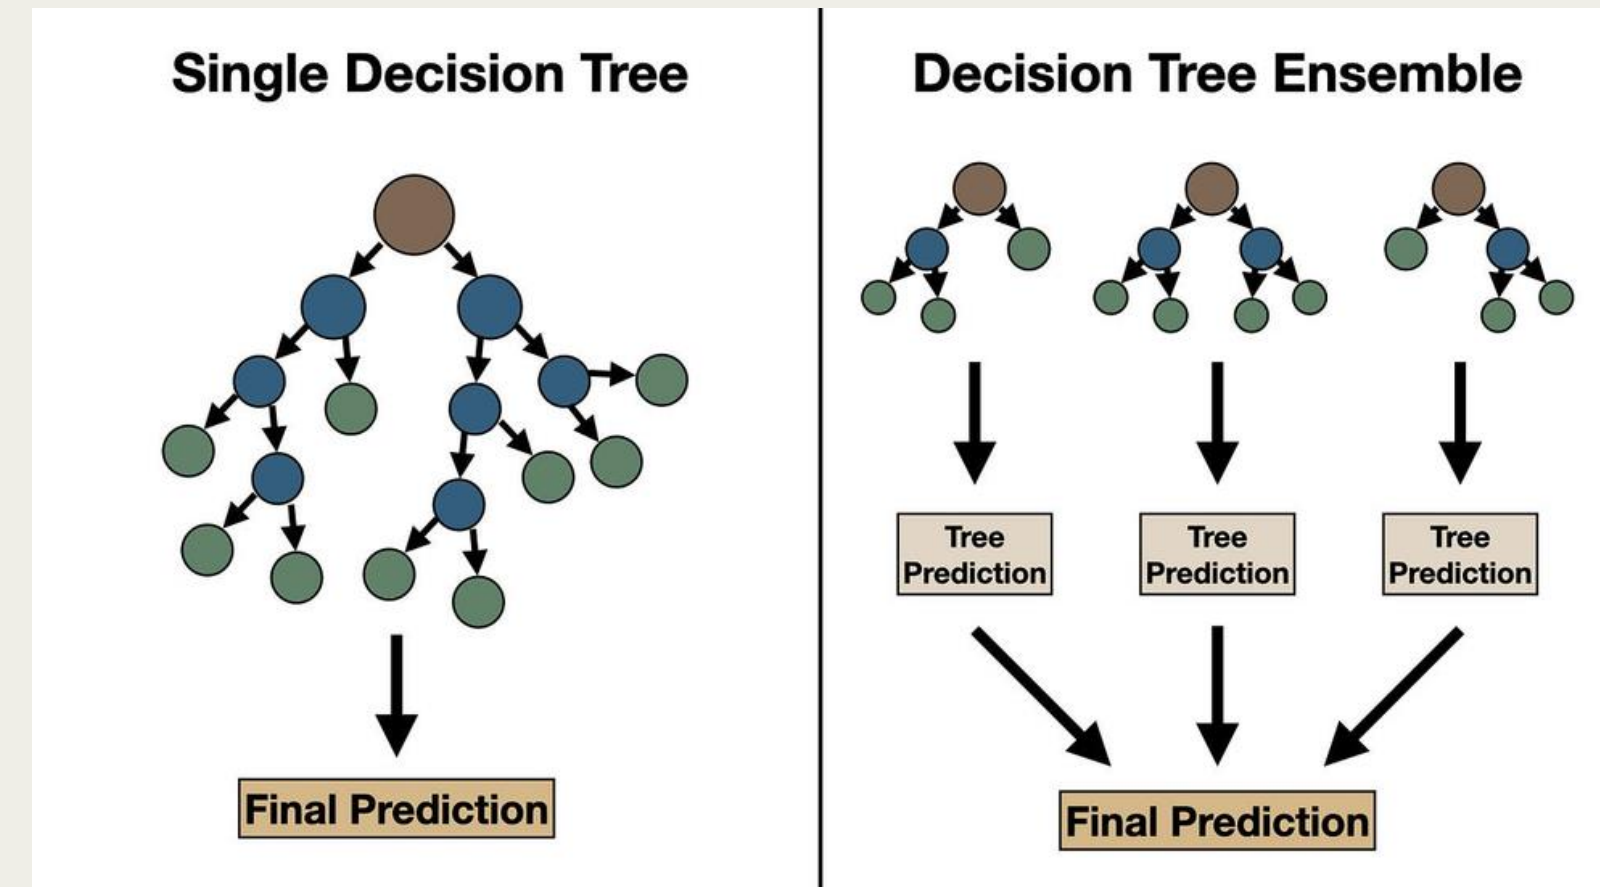 Single Decision Tree
Final Prediction
Decision Tree Ensemble
Tree
Prediction
Tree
Prediction
Tree
Prediction
Final Prediction